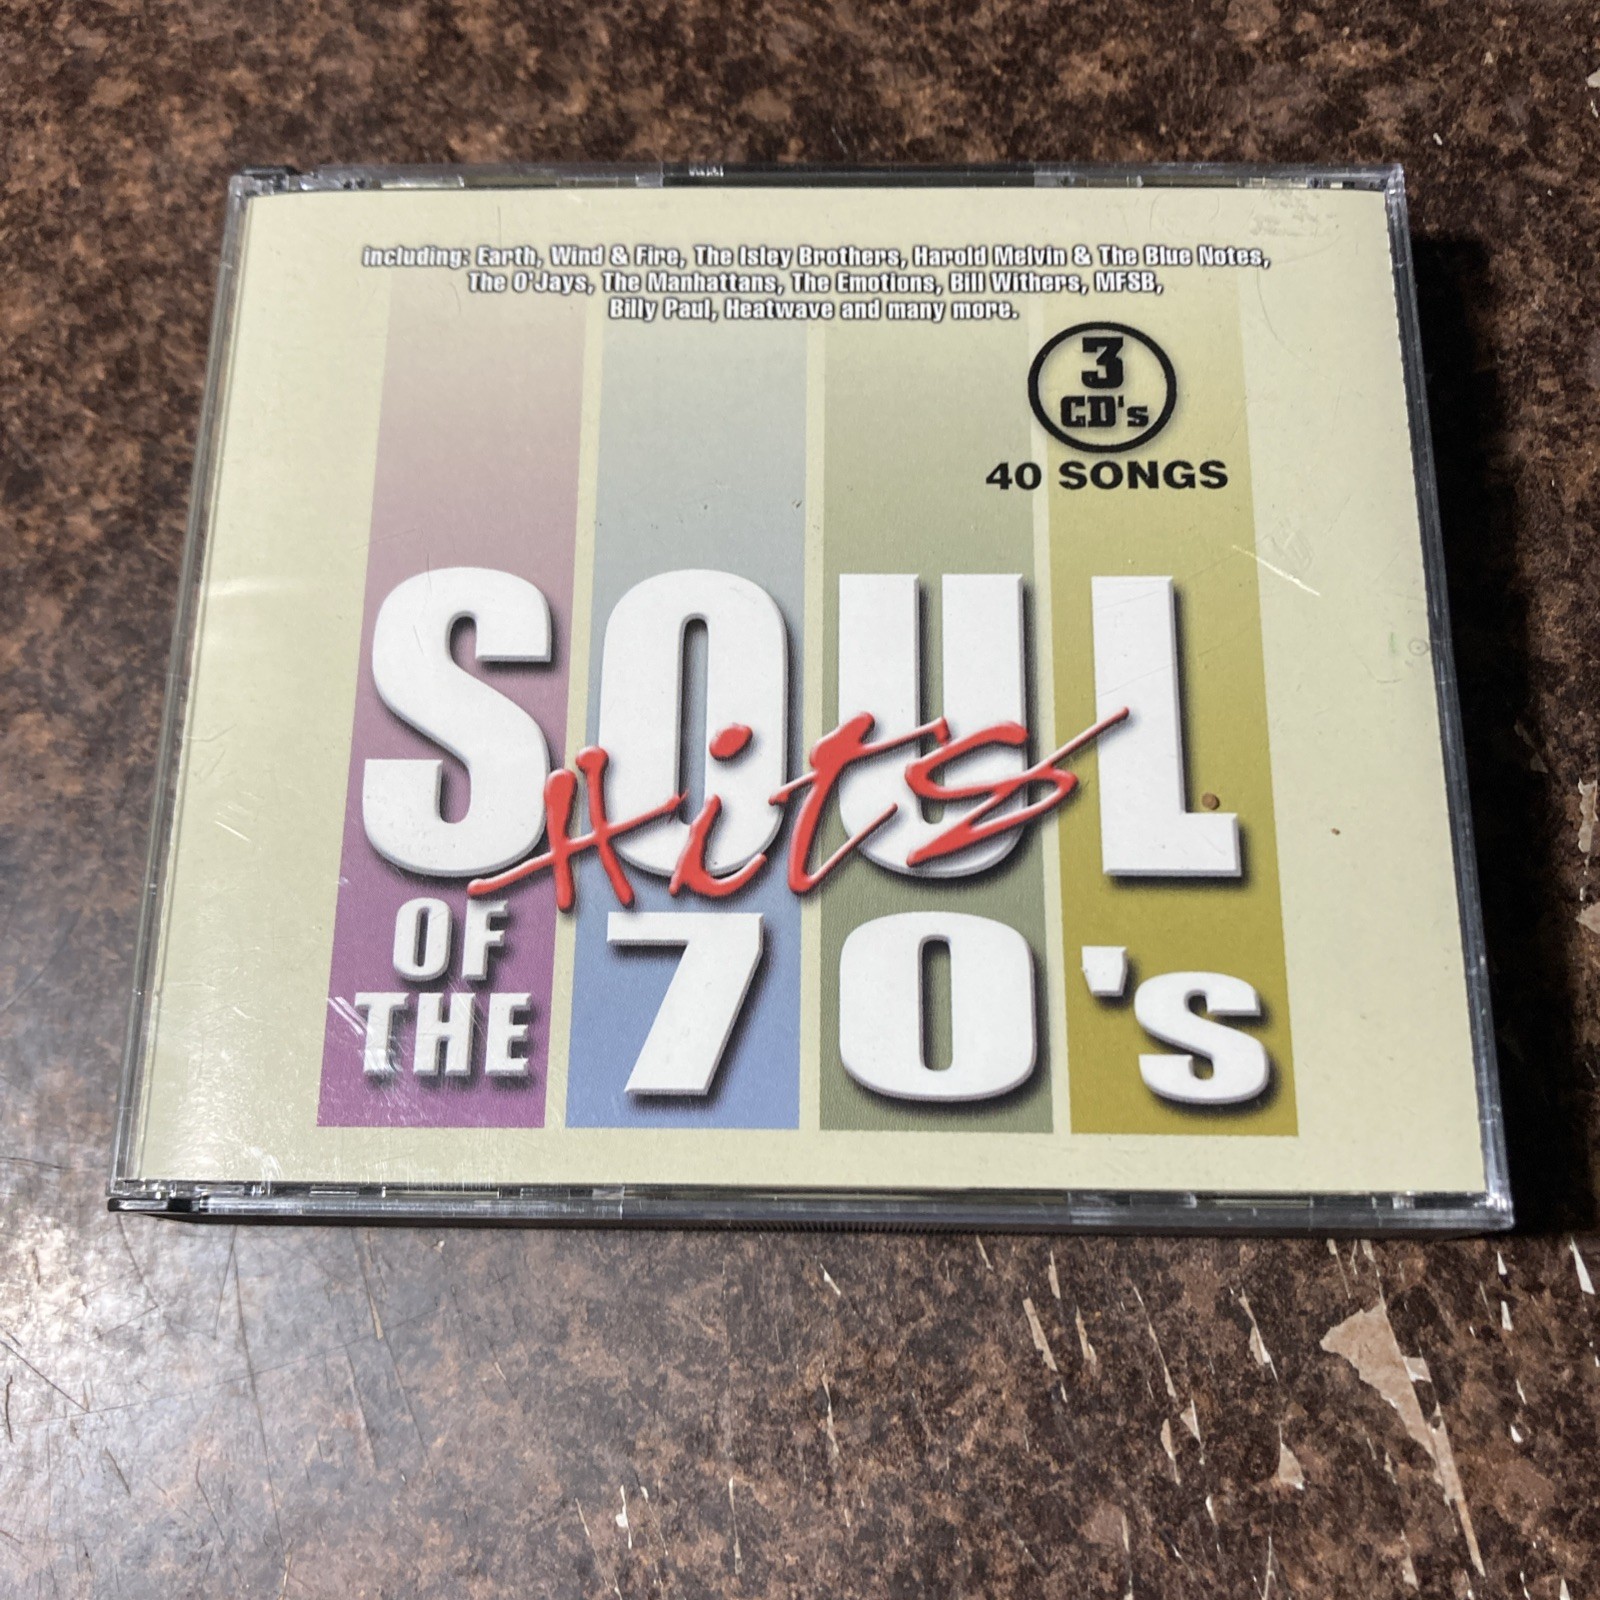 including: Earth, Wind & Fire, The Isley Brothers, Harold Melvin & The Blue Notes,
The O'Jays, The Manhattans, The Emotions, Bill Withers, MFSB,
Billy Paul, Heatwave and many more.
3
CD's
40 SONGS
SOUL
Hits
OF
THE
70's